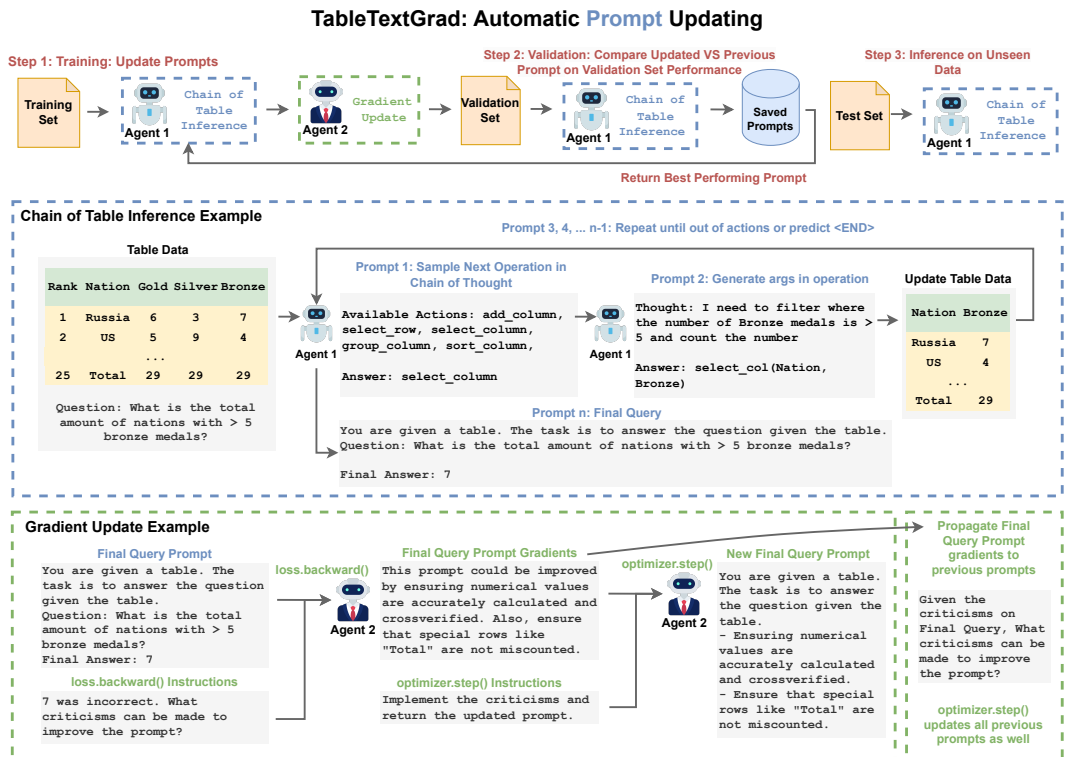 TableTextGrad: Automatic Prompt Updating
Step 1: Training: Update Prompts
Training
Set
Agent 1
Chain of
Table
Inference
Agent 2
Gradient
Update
Step 2: Validation: Compare Updated VS Previous
Prompt on Validation Set Performance
Validation
Set
Agent 1
Chain of
Table
Inference
Saved
Prompts
Return Best Performing Prompt
Step 3: Inference on Unseen
Data
Test Set
Agent 1
Chain of
Table
Inference
Chain of Table Inference Example
Table Data
Rank Nation Gold Silver Bronze
1 Russia 6 3 7
2 US 5 9 4
...
25 Total 29 29 29
Question: What is the total
amount of nations with > 5
bronze medals?
Agent 1
Prompt 3, 4, ... n-1: Repeat until out of actions or predict <END>
Prompt 1: Sample Next Operation in
Chain of Thought
Available Actions: add_column,
select_row, select_column,
group_column, sort_column,
Answer: select_column
Agent 1
Prompt 2: Generate args in operation
Thought: I need to filter where
the number of Bronze medals is >
5 and count the number
Answer: select_col(Nation,
Bronze)
Update Table Data
Nation Bronze
Russia 7
US 4
...
Total 29
Prompt n: Final Query
You are given a table. The task is to answer the question given the table.
Question: What is the total amount of nations with > 5 bronze medals?
Final Answer: 7
Gradient Update Example
Final Query Prompt
You are given a table. The
task is to answer the question
given the table.
Question: What is the total
amount of nations with > 5
bronze medals?
Final Answer: 7
loss.backward() Instructions
7 was incorrect. What
criticisms can be made to
improve the prompt?
loss.backward()
Agent 2
Final Query Prompt Gradients
This prompt could be improved
by ensuring numerical values
are accurately calculated and
crossverified. Also, ensure
that special rows like
"Total" are not miscounted.
optimizer.step() Instructions
Implement the criticisms and
return the updated prompt.
optimizer.step()
Agent 2
New Final Query Prompt
You are given a table.
The task is to answer
the question given the
table.
- Ensuring numerical
values are
accurately calculated
and crossverified.
- Ensure that special
rows like "Total" are
not miscounted.
Propagate Final
Query Prompt
gradients to
previous prompts
Given the
criticisms on
Final Query, What
criticisms can be
made to improve
the prompt?
optimizer.step()
updates all previous
prompts as well